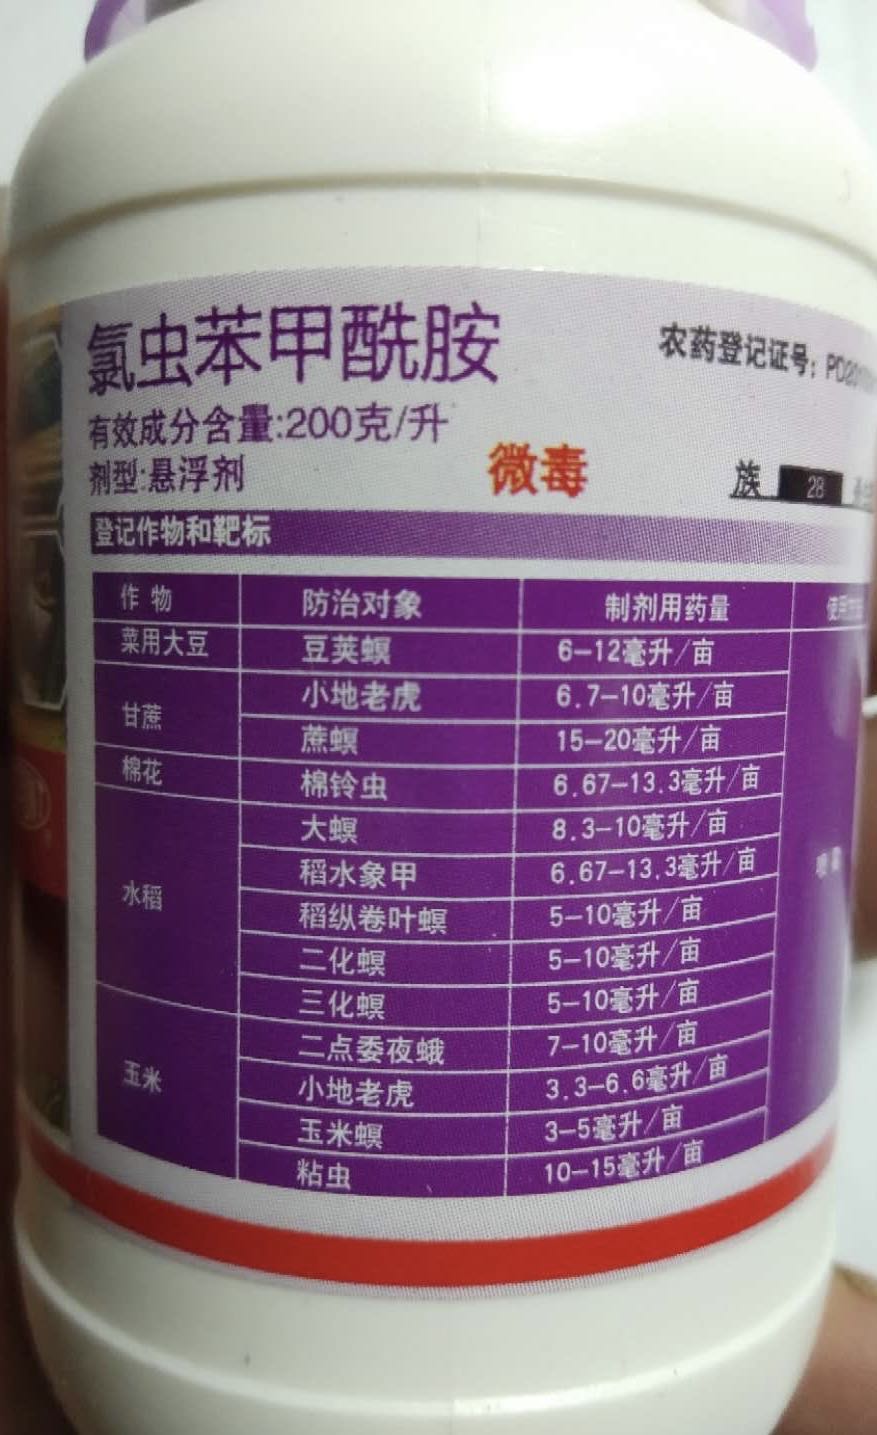 氯虫苯甲酰胺
农药登记证号：PD20
有效成分含量:200克/升
剂型:悬浮剂
微毒
族 28
登记作物和靶标
作 物 防治对象 制剂用药量 使用
菜用大豆 豆荚螟 6-12毫升/亩
甘蔗 小地老虎 6.7-10毫升/亩
蔗螟 15-20毫升/亩
棉花 棉铃虫 6.67-13.3毫升/亩
水稻 大螟 8.3-10毫升/亩
稻水象甲 6.67-13.3毫升/亩
稻纵卷叶螟 5-10毫升/亩
二化螟 5-10毫升/亩
三化螟 5-10毫升/亩
玉米 二点委夜蛾 7-10毫升/亩
小地老虎 3.3-6.6毫升/亩
玉米螟 3-5毫升/亩
粘虫 10-15毫升/亩
喷雾